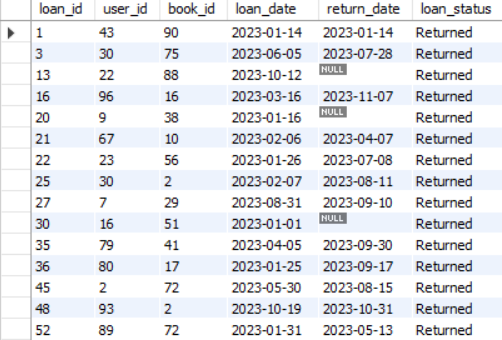 loan_id user_id book_id loan_date return_date loan_status
1 43 90 2023-01-14 2023-01-14 Returned
3 30 75 2023-06-05 2023-07-28 Returned
13 22 88 2023-10-12 NULL Returned
16 96 16 2023-03-16 2023-11-07 Returned
20 9 38 2023-01-16 NULL Returned
21 67 10 2023-02-06 2023-04-07 Returned
22 23 56 2023-01-26 2023-07-08 Returned
25 30 2 2023-02-07 2023-08-11 Returned
27 7 29 2023-08-31 2023-09-10 Returned
30 16 51 2023-01-01 NULL Returned
35 79 41 2023-04-05 2023-09-30 Returned
36 80 17 2023-01-25 2023-09-17 Returned
45 2 72 2023-05-30 2023-08-15 Returned
48 93 2 2023-10-19 2023-10-31 Returned
52 89 72 2023-01-31 2023-05-13 Returned